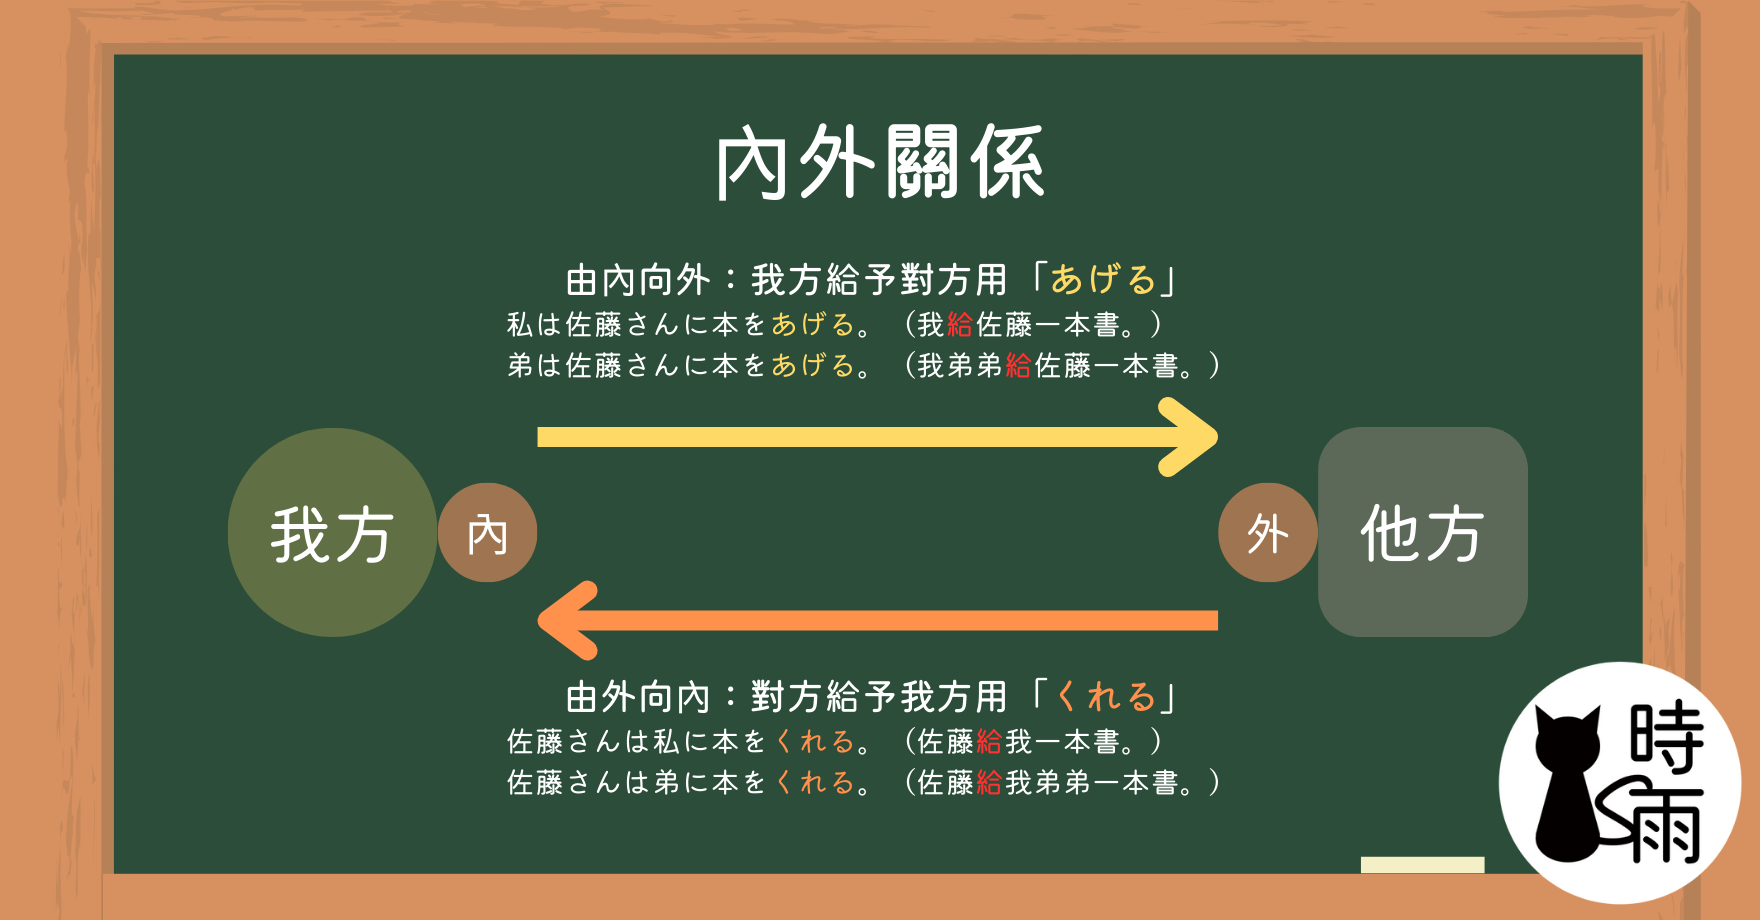 內外關係
由內向外：我方給予對方用「あげる」
私は佐藤さんに本をあげる。（我給佐藤一本書。）
弟は佐藤さんに本をあげる。（我弟弟給佐藤一本書。）
我方
內
外
他方
由外向內：對方給予我方用「くれる」
佐藤さんは私に本をくれる。（佐藤給我一本書。）
佐藤さんは弟に本をくれる。（佐藤給我弟弟一本書。）
時雨